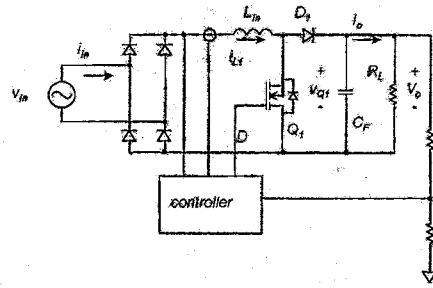 L_in D_1 i_o
i_in i_L1
v_in
+ v_Q1 -
R_L
+ V_o -
D Q_1 C_F
controller